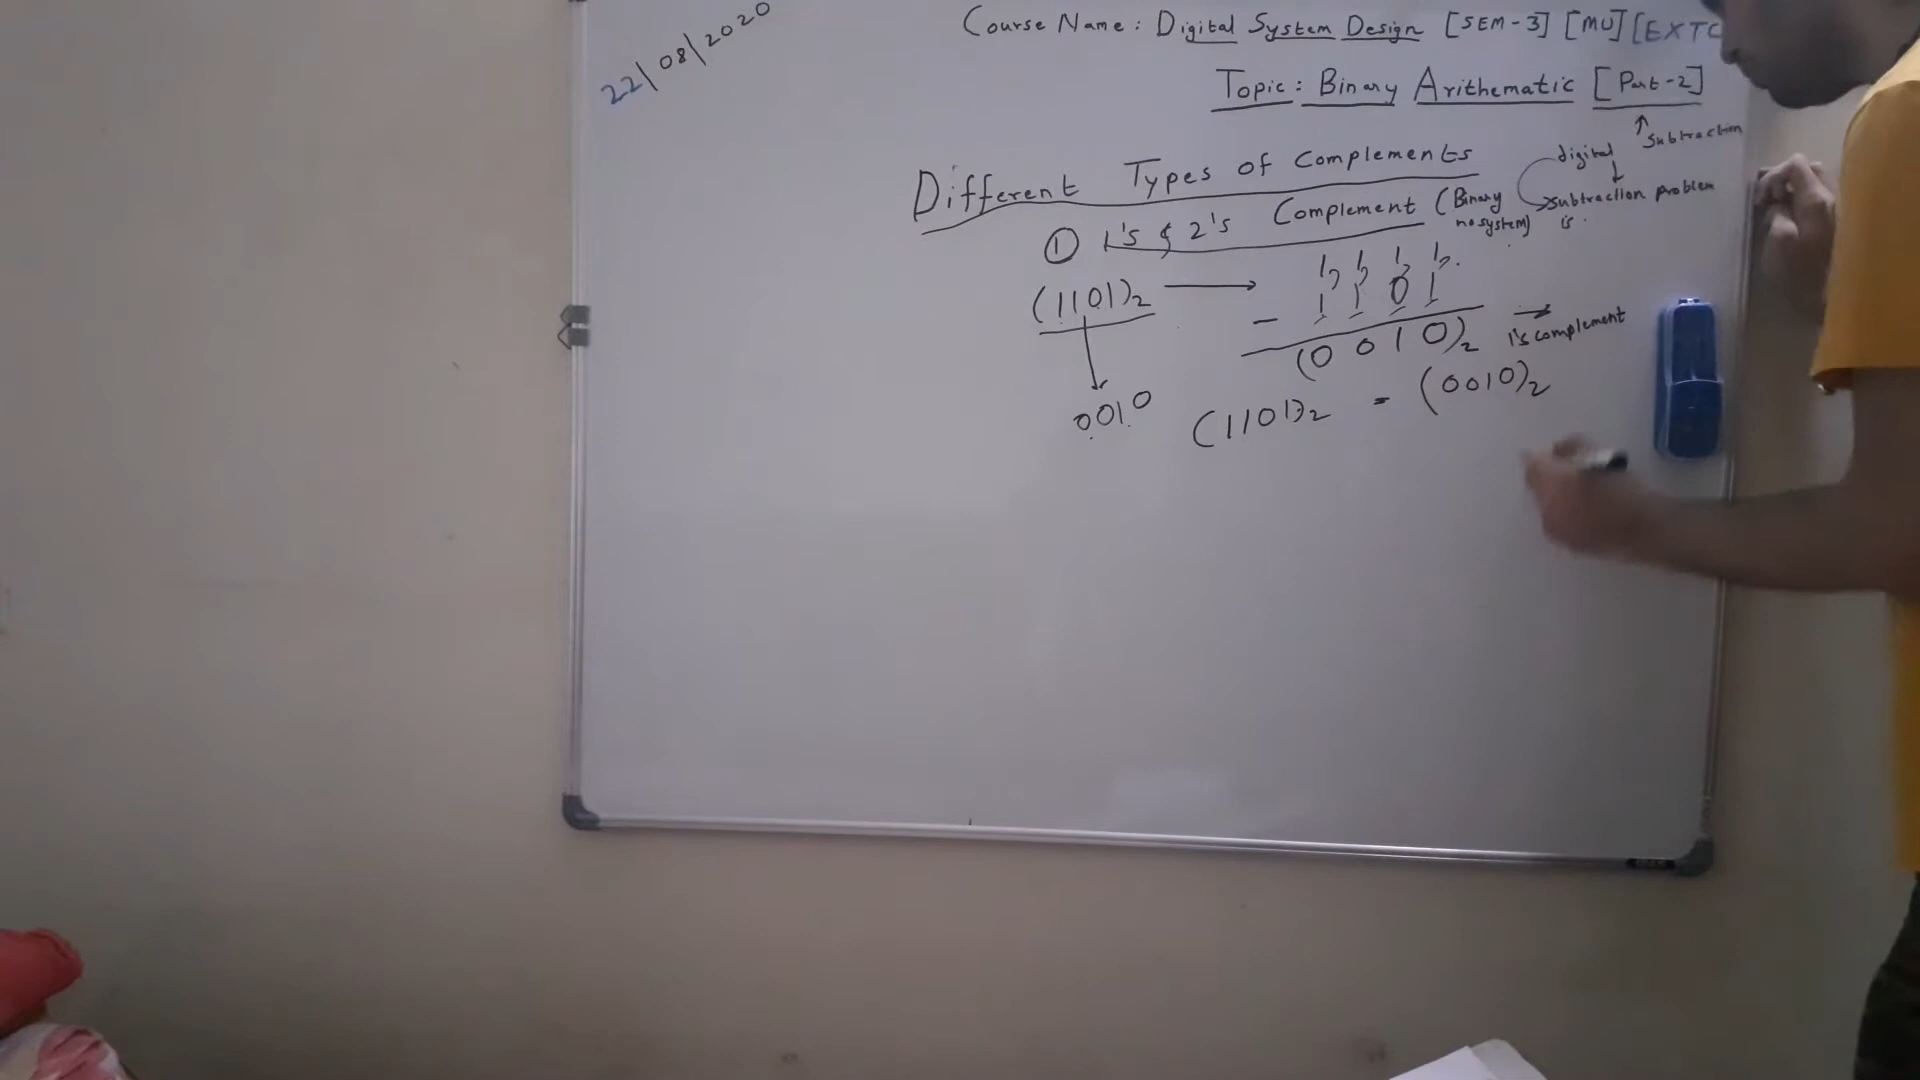 22/08/2020
Course Name: Digital System Design [SEM-3] [MU] [EXTC
Topic: Binary Arithematic [Part-2]
↑ Subtraction
Different Types of Complements
digital
↓
subtraction problem
is
① 1's & 2's Complement (Binary no system)
(1101)₂ → 1 1 1 1
- 1 1 0 1
(0 0 1 0)₂ → 1's complement
0010
(1101)₂ = (0010)₂